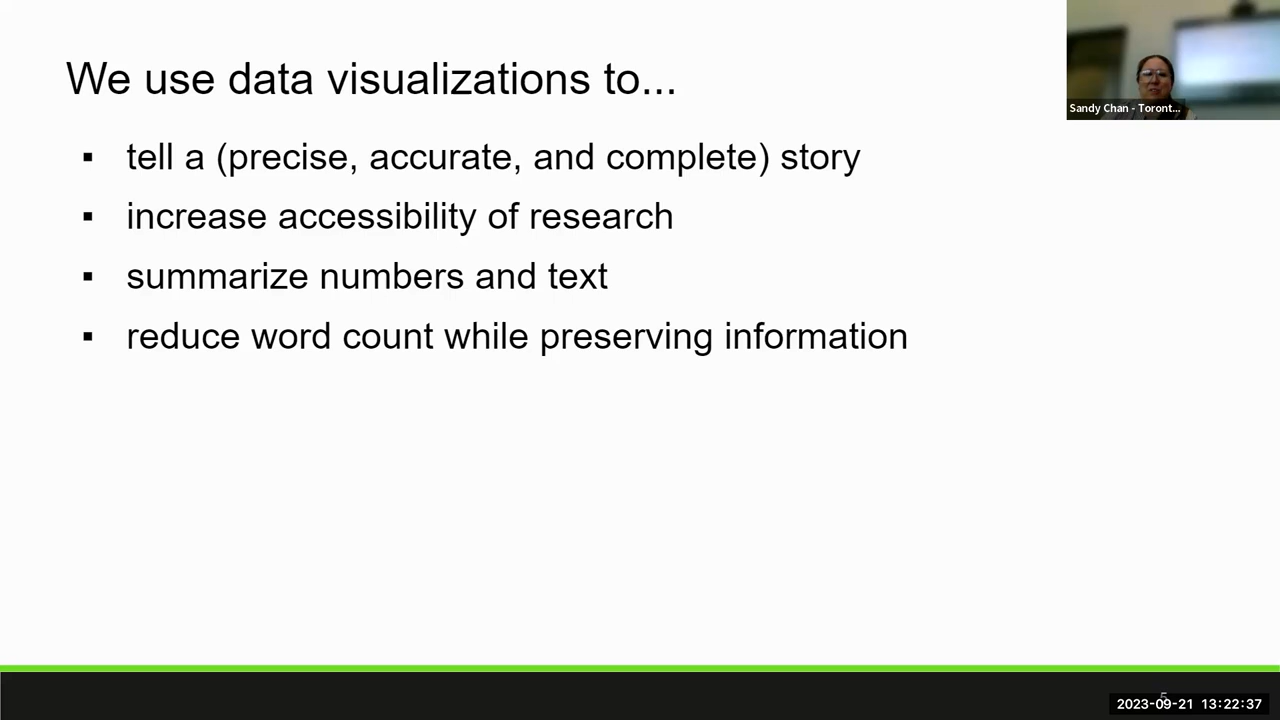 We use data visualizations to...
▪ tell a (precise, accurate, and complete) story
▪ increase accessibility of research
▪ summarize numbers and text
▪ reduce word count while preserving information
Sandy Chan - Toront...
5
2023-09-21 13:22:37